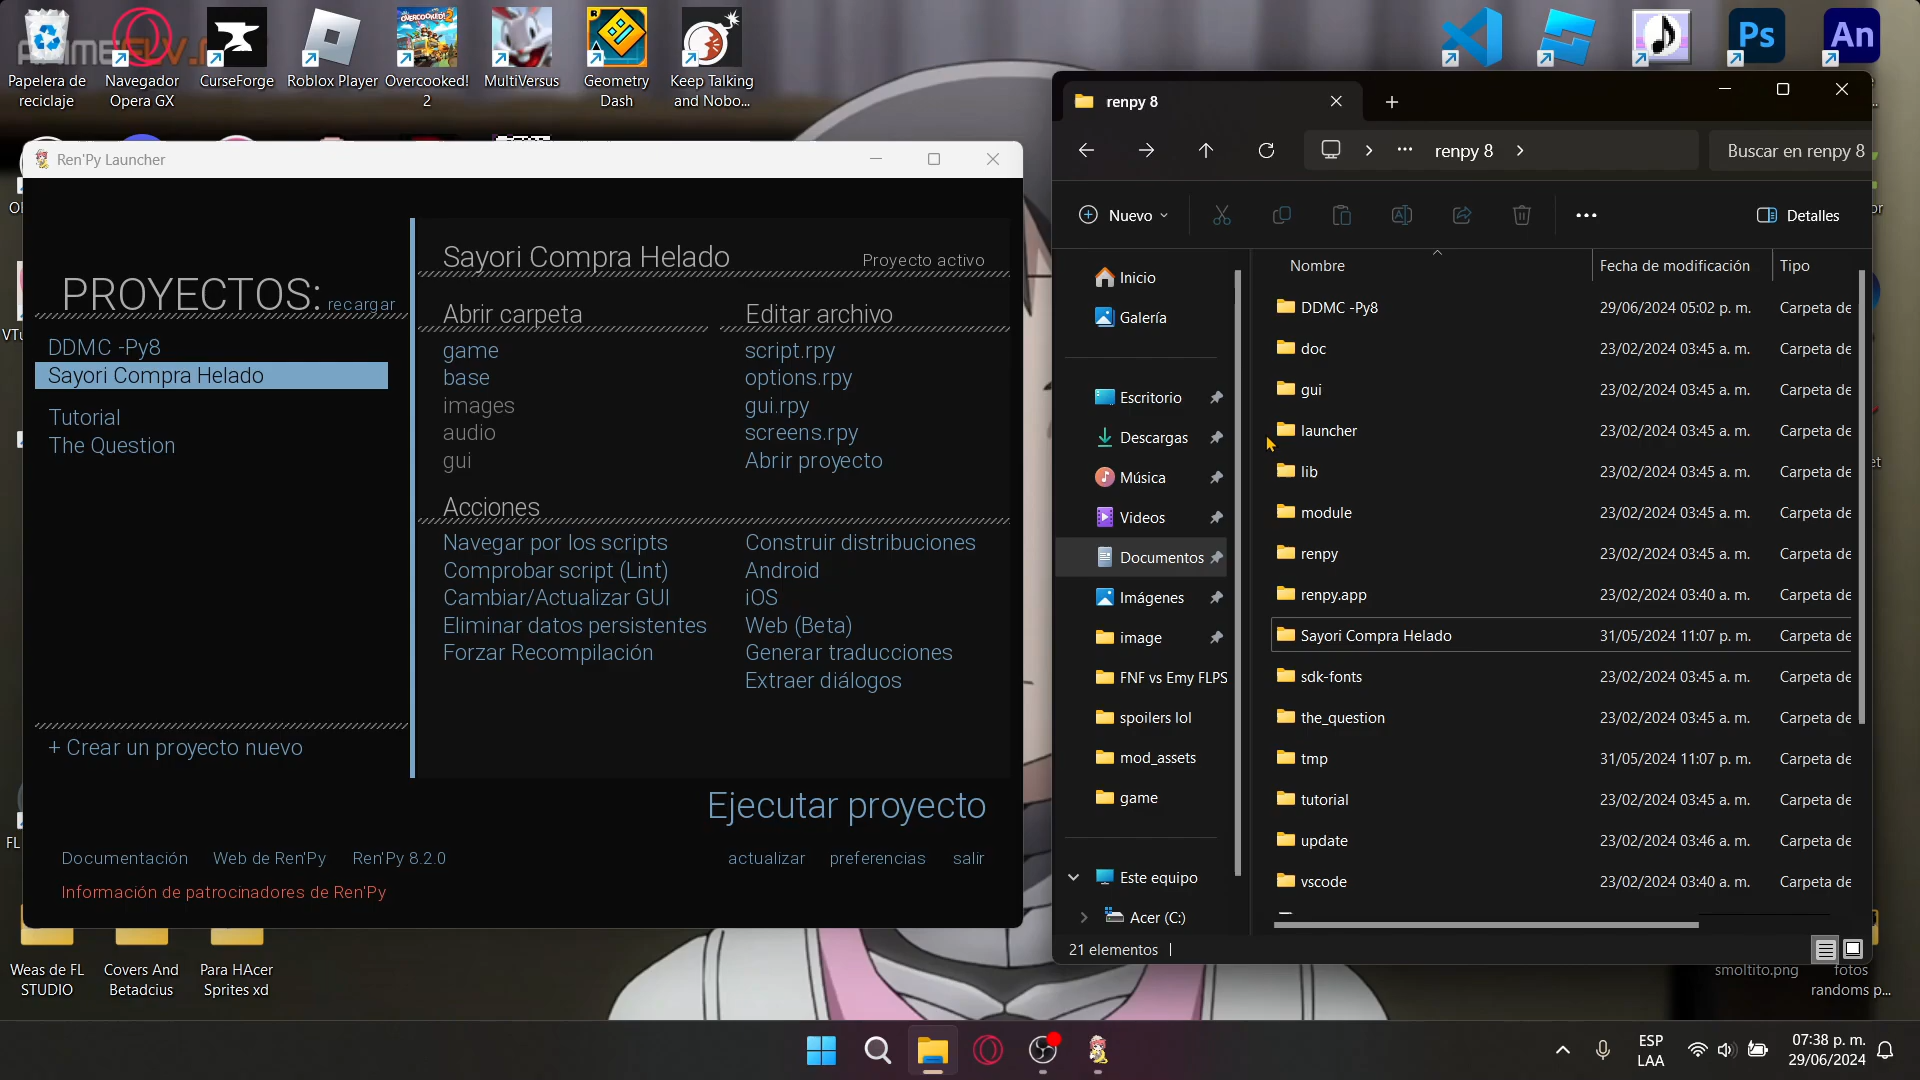 Papelera de reciclaje
Navegador Opera GX
CurseForge
Roblox Player
Overcooked! 2
MultiVersus
Geometry Dash
Keep Talking and Nobo...
Ps
An
Ren'Py Launcher
PROYECTOS:
recargar
DDMC -Py8
Sayori Compra Helado
Tutorial
The Question
+ Crear un proyecto nuevo
Sayori Compra Helado
Proyecto activo
Abrir carpeta
game
base
images
audio
gui
Editar archivo
script.rpy
options.rpy
gui.rpy
screens.rpy
Abrir proyecto
Acciones
Navegar por los scripts
Comprobar script (Lint)
Cambiar/Actualizar GUI
Eliminar datos persistentes
Forzar Recompilación
Construir distribuciones
Android
iOS
Web (Beta)
Generar traducciones
Extraer diálogos
Ejecutar proyecto
Documentación
Web de Ren'Py
Ren'Py 8.2.0
actualizar
preferencias
salir
Información de patrocinadores de Ren'Py
renpy 8
renpy 8
Buscar en renpy 8
Nuevo
Detalles
Inicio
Galería
Escritorio
Descargas
Música
Videos
Documentos
Imágenes
image
FNF vs Emy FLPS
spoilers lol
mod_assets
game
Este equipo
Acer (C:)
Nombre Fecha de modificación Tipo
DDMC -Py8 29/06/2024 05:02 p. m. Carpeta de
doc 23/02/2024 03:45 a. m. Carpeta de
gui 23/02/2024 03:45 a. m. Carpeta de
launcher 23/02/2024 03:45 a. m. Carpeta de
lib 23/02/2024 03:45 a. m. Carpeta de
module 23/02/2024 03:45 a. m. Carpeta de
renpy 23/02/2024 03:45 a. m. Carpeta de
renpy.app 23/02/2024 03:40 a. m. Carpeta de
Sayori Compra Helado 31/05/2024 11:07 p. m. Carpeta de
sdk-fonts 23/02/2024 03:45 a. m. Carpeta de
the_question 23/02/2024 03:45 a. m. Carpeta de
tmp 31/05/2024 11:07 p. m. Carpeta de
tutorial 23/02/2024 03:45 a. m. Carpeta de
update 23/02/2024 03:46 a. m. Carpeta de
vscode 23/02/2024 03:40 a. m. Carpeta de
21 elementos
FL
Weas de FL STUDIO
Covers And Betadcius
Para HAcer Sprites xd
smoltito.png
fotos randoms p...
ESP
LAA
07:38 p. m.
29/06/2024